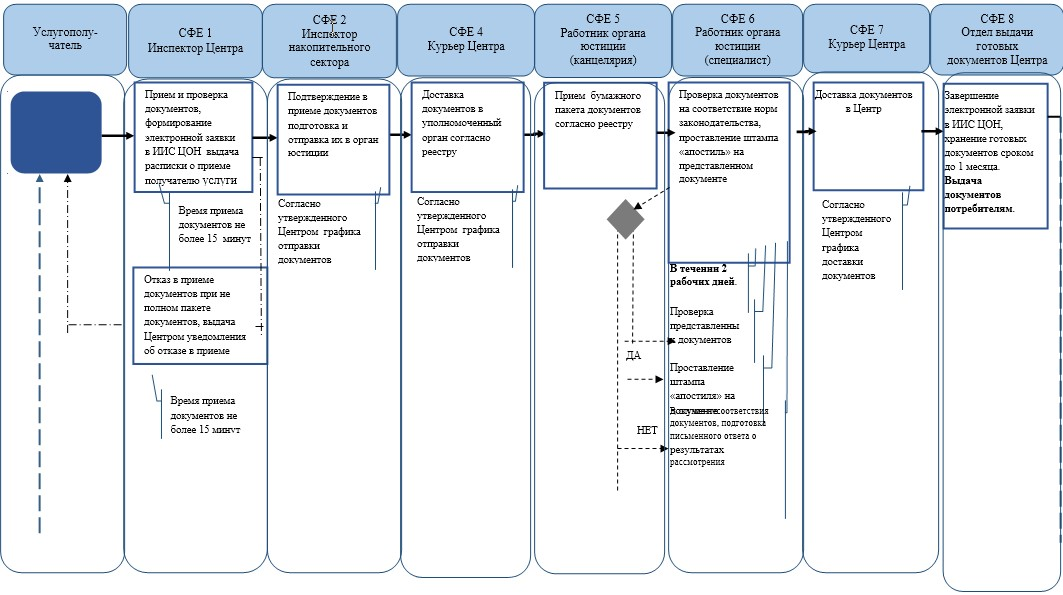 Услугополу-
чатель
СФЕ 1
Инспектор Центра
СФЕ 2
Инспектор
накопительного
сектора
СФЕ 4
Курьер Центра
СФЕ 5
Работник органа
юстиции
(канцелярия)
СФЕ 6
Работник органа
юстиции
(специалист)
СФЕ 7
Курьер Центра
СФЕ 8
Отдел выдачи
готовых
документов Центра
Прием и проверка
документов,
формирование
электронной заявки
в ИИС ЦОН выдача
расписки о приеме
получателю услуги
Время приема
документов не
более 15 минут
Отказ в приеме
документов при не
полном пакете
документов, выдача
Центром уведомления
об отказе в приеме
Время приема
документов не
более 15 минут
Подтверждение в
приеме документов
подготовка и
отправка их в орган
юстиции
Согласно
утвержденного
Центром графика
отправки
документов
Доставка
документов в
уполномоченый
орган согласно
реестру
Согласно
утвержденного
Центром графика
отправки
документов
Прием бумажного
пакета документов
согласно реестру
ДА
НЕТ
Проверка документов
на соответствие норм
законодательства,
проставление штампа
«апостиль» на
представленном
документе
В течении 2
рабочих дней.
Проверка
представленны
х документов
Проставление
штампа
«апостиля» на
соответствия
документов, подготовка
письменного ответа о
результатах
рассмотрения
Доставка документов
в Центр
Согласно
утвержденного
Центром
графика
доставки
документов
Завершение
электронной заявки
в ИИС ЦОН,
хранение готовых
документов сроком
до 1 месяца.
Выдача
документов
потребителям.